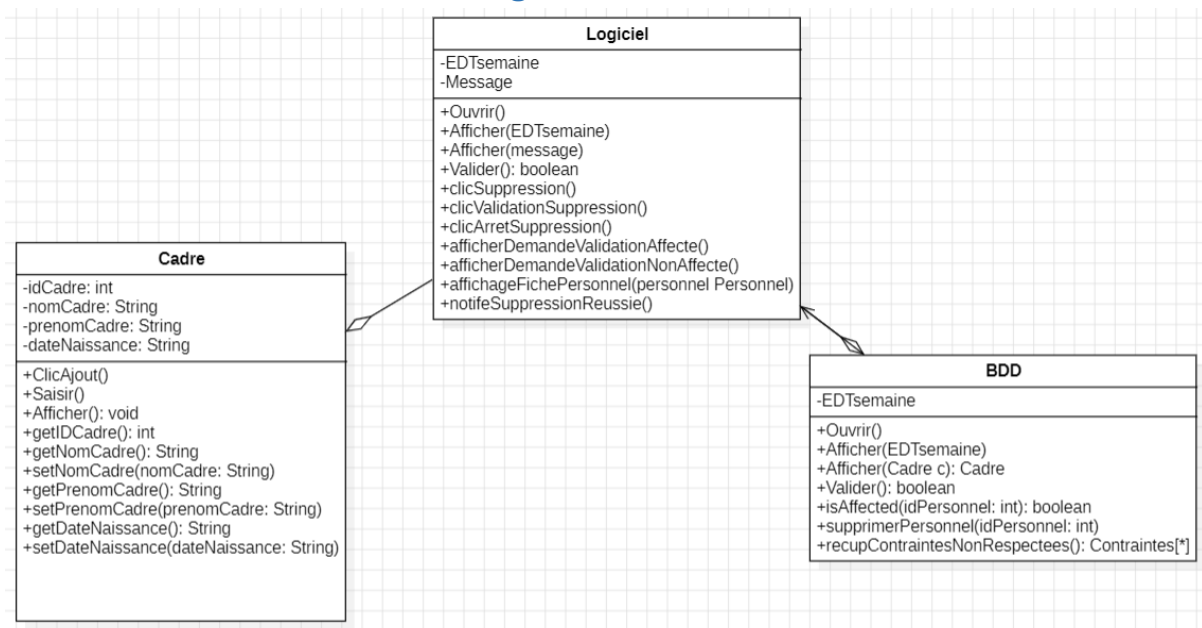 Logiciel
-EDTsemaine
-Message
+Ouvrir()
+Afficher(EDTsemaine)
+Afficher(message)
+Valider(): boolean
+clicSuppression()
+clicValidationSuppression()
+clicArretSuppression()
+afficherDemandeValidationAffecte()
+afficherDemandeValidationNonAffecte()
+affichageFichePersonnel(personnel Personnel)
+notifeSuppressionReussie()
Cadre
-idCadre: int
-nomCadre: String
-prenomCadre: String
-dateNaissance: String
+ClicAjout()
+Saisir()
+Afficher(): void
+getIDCadre(): int
+getNomCadre(): String
+setNomCadre(nomCadre: String)
+getPrenomCadre(): String
+setPrenomCadre(prenomCadre: String)
+getDateNaissance(): String
+setDateNaissance(dateNaissance: String)
BDD
-EDTsemaine
+Ouvrir()
+Afficher(EDTsemaine)
+Afficher(Cadre c): Cadre
+Valider(): boolean
+isAffected(idPersonnel: int): boolean
+supprimerPersonnel(idPersonnel: int)
+recupContraintesNonRespectees(): Contraintes[*]